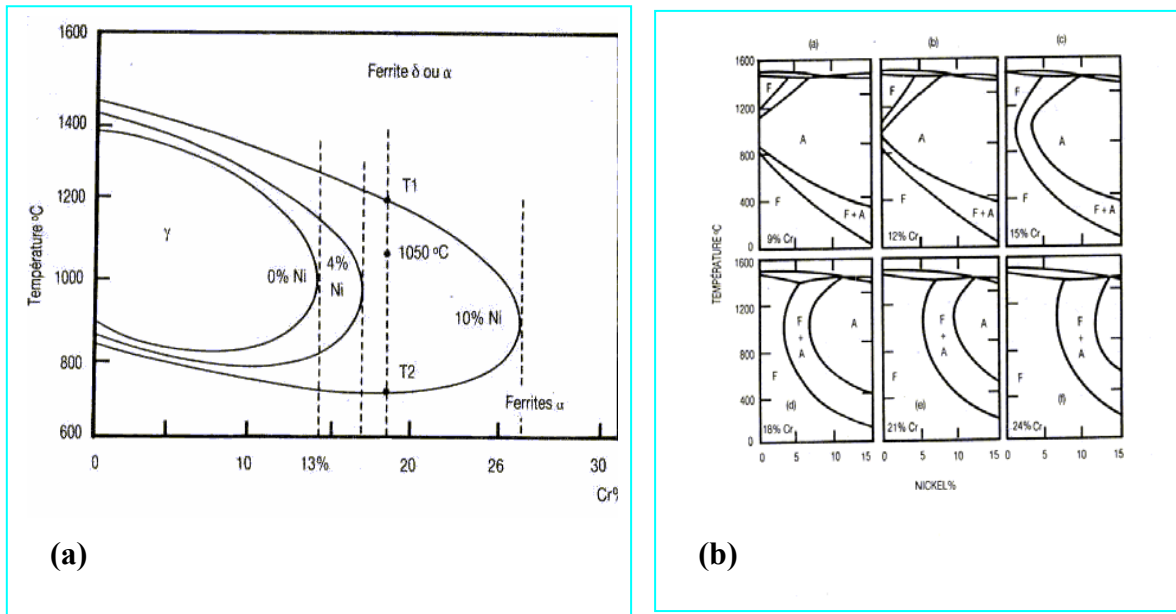 1600
1400
1200
1000
800
600
Température °C
Ferrite δ ou α
T1
γ
1050 °C
0% Ni
4%
Ni
10% Ni
T2
Ferrites α
0
10
13%
20
26
30
Cr%
(a)
(a)
(b)
(c)
1600
1200
800
400
0
F
A
F
F + A
9% Cr
F
A
F
F + A
12% Cr
F
A
F
F + A
15% Cr
TEMPÉRATURE °C
1600
1200
800
400
0
F
+
A
A
F
(d)
18% Cr
F
+
A
A
F
(e)
21% Cr
F
+
A
A
F
(f)
24% Cr
0
5
10
15
0
5
10
15
0
5
10
15
NICKEL%
(b)